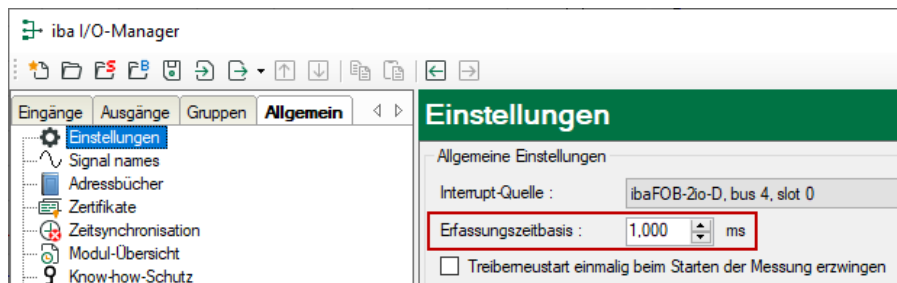 iba I/O-Manager
Eingänge Ausgänge Gruppen Allgemein
Einstellungen
Signal names
Adressbücher
Zertifikate
Zeitsynchronisation
Modul-Übersicht
Know-how-Schutz
Einstellungen
Allgemeine Einstellungen
Interrupt-Quelle : ibaFOB-2io-D, bus 4, slot 0
Erfassungszeitbasis : 1,000 ms
Treiberneustart einmalig beim Starten der Messung erzwingen